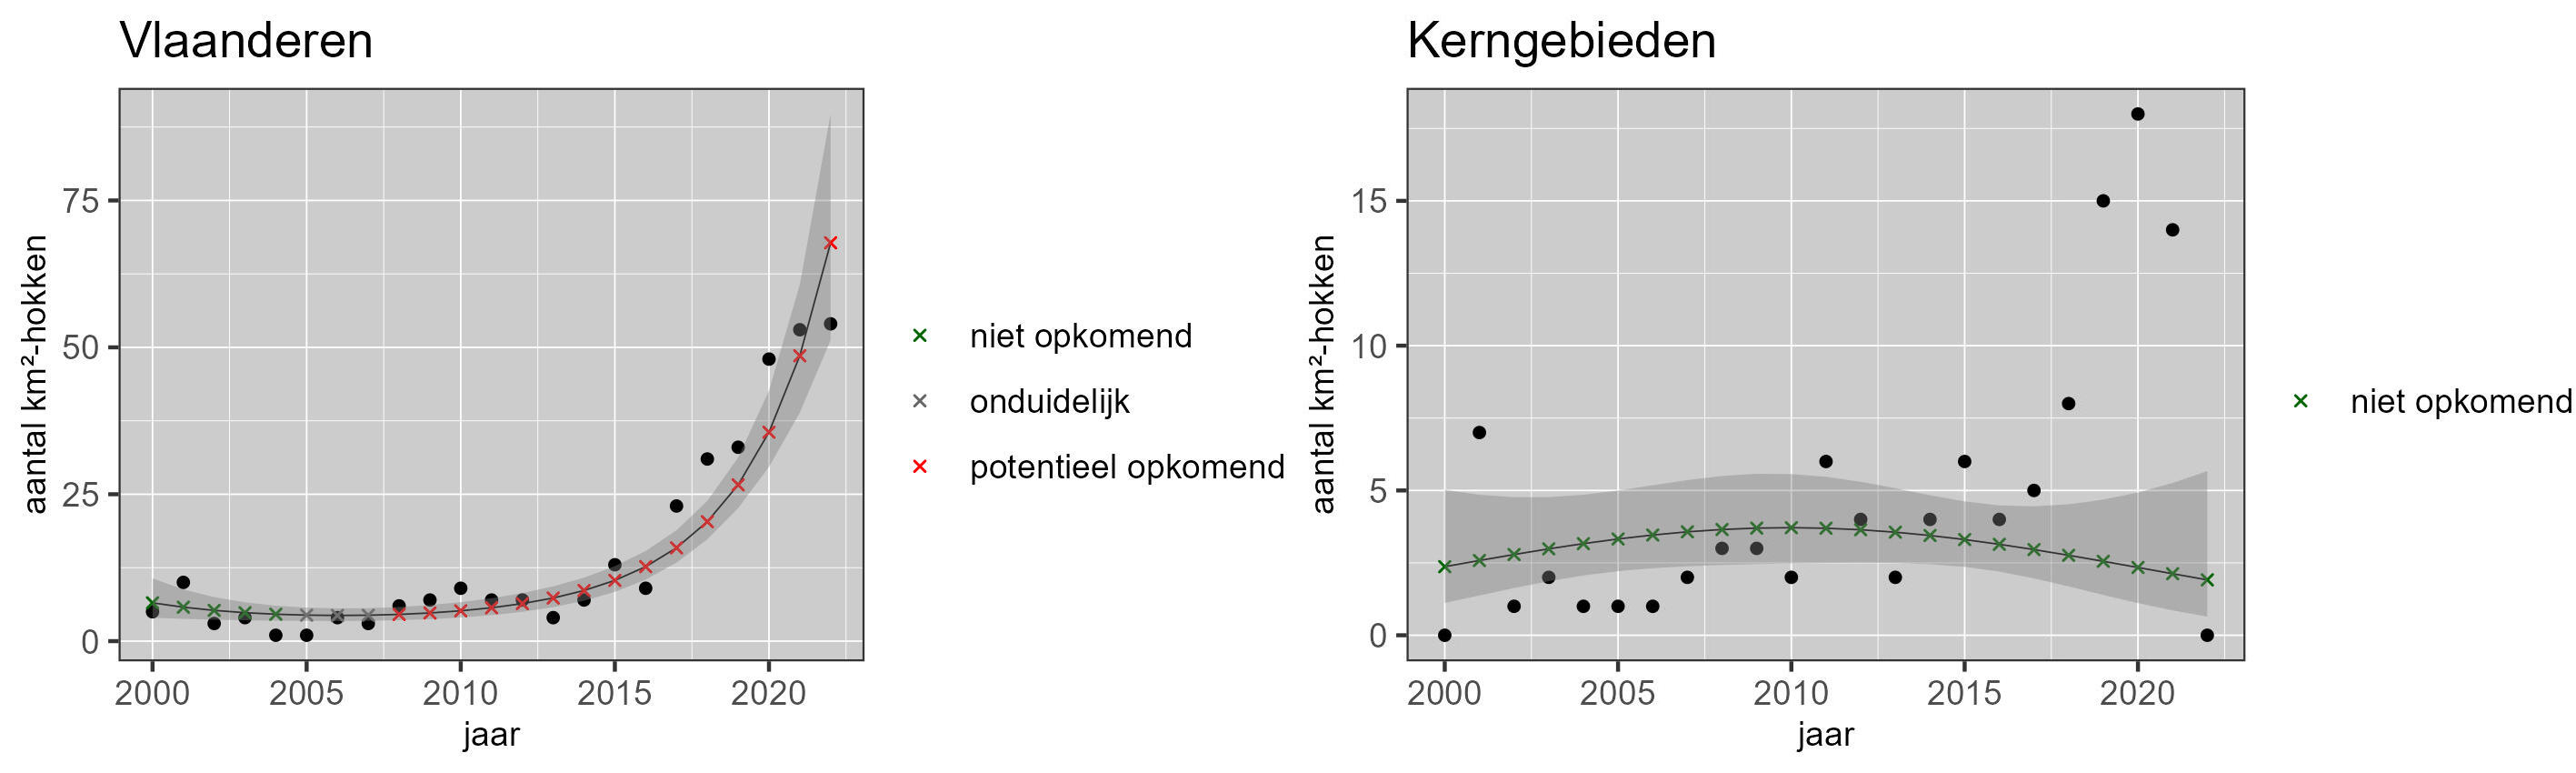 Vlaanderen
aantal km²-hokken
75
50
25
0
2000 2005 2010 2015 2020
jaar
niet opkomend
onduidelijk
potentieel opkomend
Kerngebieden
aantal km²-hokken
15
10
5
0
2000 2005 2010 2015 2020
jaar
niet opkomend